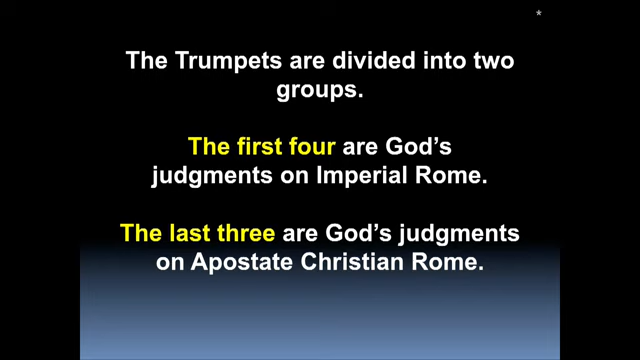 *
The Trumpets are divided into two
groups.
The first four are God's
judgments on Imperial Rome.
The last three are God's judgments
on Apostate Christian Rome.